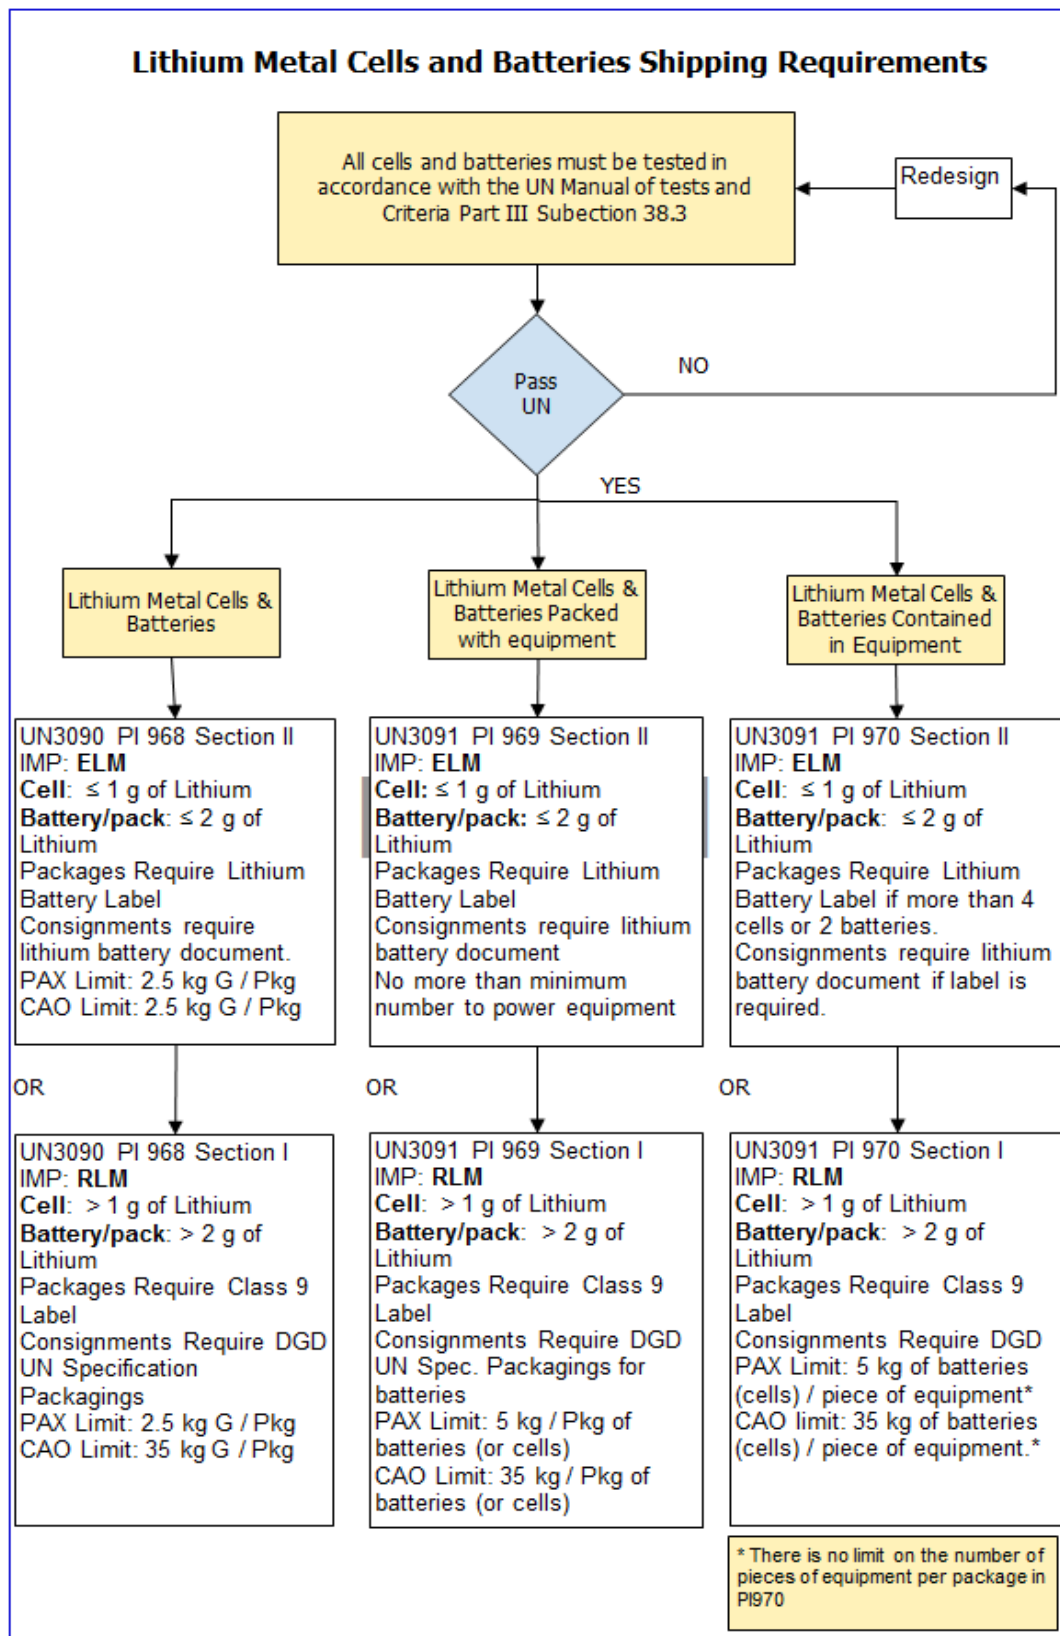 Lithium Metal Cells and Batteries Shipping Requirements
All cells and batteries must be tested in
accordance with the UN Manual of tests and
Criteria Part III Subection 38.3
Redesign
Pass
UN
NO
YES
Lithium Metal Cells &
Batteries
Lithium Metal Cells &
Batteries Packed
with equipment
Lithium Metal Cells &
Batteries Contained
in Equipment
UN3090 PI 968 Section II
IMP: ELM
Cell: ≤ 1 g of Lithium
Battery/pack: ≤ 2 g of
Lithium
Packages Require Lithium
Battery Label
Consignments require
lithium battery document.
PAX Limit: 2.5 kg G / Pkg
CAO Limit: 2.5 kg G / Pkg
UN3091 PI 969 Section II
IMP: ELM
Cell: ≤ 1 g of Lithium
Battery/pack: ≤ 2 g of
Lithium
Packages Require Lithium
Battery Label
Consignments require lithium
battery document
No more than minimum
number to power equipment
UN3091 PI 970 Section II
IMP: ELM
Cell: ≤ 1 g of Lithium
Battery/pack: ≤ 2 g of
Lithium
Packages Require Lithium
Battery Label if more than 4
cells or 2 batteries.
Consignments require lithium
battery document if label is
required.
OR
OR
OR
UN3090 PI 968 Section I
IMP: RLM
Cell: > 1 g of Lithium
Battery/pack: > 2 g of
Lithium
Packages Require Class 9
Label
Consignments Require DGD
UN Specification
Packagings
PAX Limit: 2.5 kg G / Pkg
CAO Limit: 35 kg G / Pkg
UN3091 PI 969 Section I
IMP: RLM
Cell: > 1 g of Lithium
Battery/pack: > 2 g of
Lithium
Packages Require Class 9
Label
Consignments Require DGD
UN Spec. Packagings for
batteries
PAX Limit: 5 kg / Pkg of
batteries (or cells)
CAO Limit: 35 kg / Pkg of
batteries (or cells)
UN3091 PI 970 Section I
IMP: RLM
Cell: > 1 g of Lithium
Battery/pack: > 2 g of
Lithium
Packages Require Class 9
Label
Consignments Require DGD
PAX Limit: 5 kg of batteries
(cells) / piece of equipment*
CAO limit: 35 kg of batteries
(cells) / piece of equipment.*
* There is no limit on the number of
pieces of equipment per package in
PI970